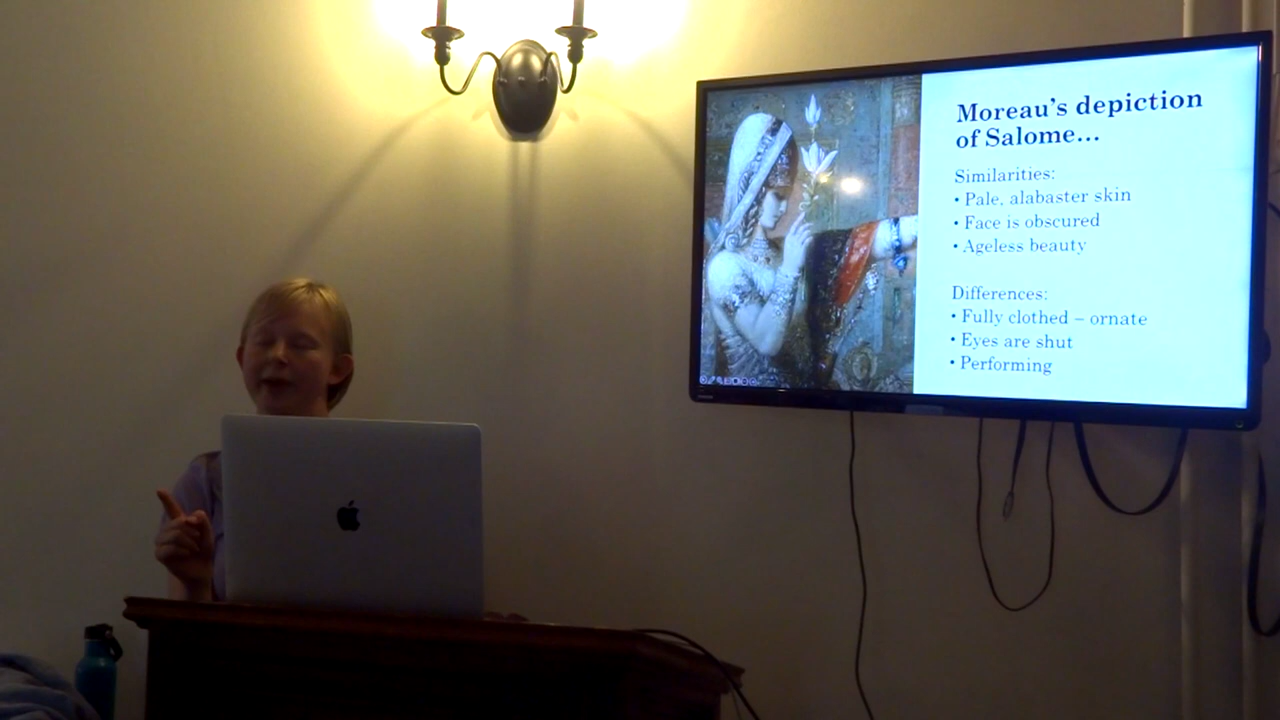 Moreau's depiction
of Salome...
Similarities:
• Pale, alabaster skin
• Face is obscured
• Ageless beauty
Differences:
• Fully clothed – ornate
• Eyes are shut
• Performing